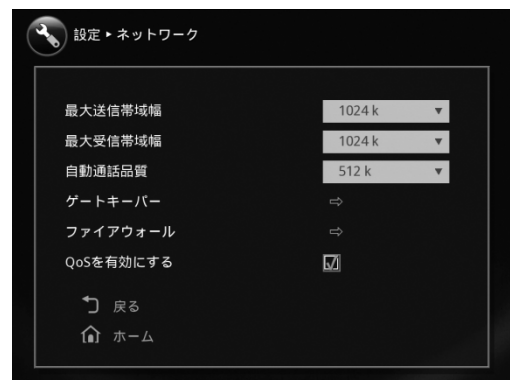 設定 ▸ ネットワーク
最大送信帯域幅 1024 k
最大受信帯域幅 1024 k
自動通話品質 512 k
ゲートキーパー
ファイアウォール
QoSを有効にする
戻る
ホーム